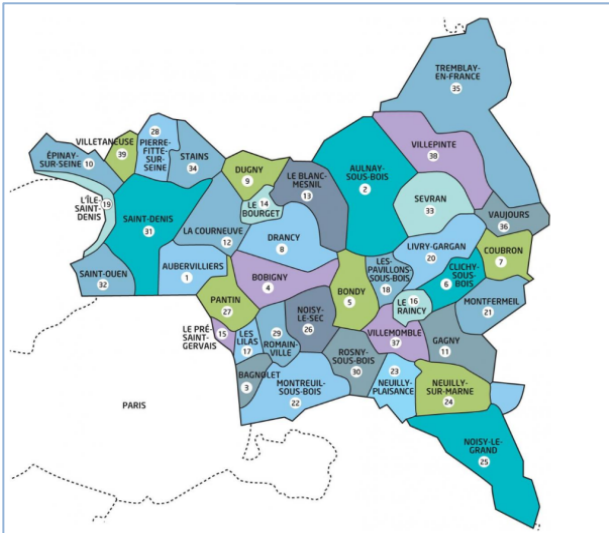 TREMBLAY-
EN-FRANCE
35
28
PIERRE-
FITTE-
SUR-
SEINE
VILLETANEUSE
39
STAINS
34
ÉPINAY-
SUR-SEINE
10
VILLEPINTE
38
DUGNY
9
LE BLANC-
MESNIL
13
AULNAY-
SOUS-BOIS
2
L'ÎLE-
SAINT-
DENIS
19
14
LE
BOURGET
SEVRAN
33
VAUJOURS
36
SAINT-DENIS
31
LA COURNEUVE
12
DRANCY
8
LIVRY-GARGAN
20
COUBRON
7
LES-
PAVILLONS-
SOUS-BOIS
18
CLICHY-
SOUS-
BOIS
6
SAINT-OUEN
32
AUBERVILLIERS
1
BOBIGNY
4
BONDY
5
16
LE
RAINCY
MONTFERMEIL
21
PANTIN
27
NOISY-
LE-SEC
26
LE PRÉ-
SAINT-
GERVAIS
15
LES
LILAS
17
29
ROMAIN-
VILLE
VILLEMOMBLE
37
GAGNY
11
ROSNY-
SOUS-BOIS
30
23
NEUILLY-
PLAISANCE
BAGNOLET
3
MONTREUIL-
SOUS-BOIS
22
NEUILLY-
SUR-MARNE
24
PARIS
NOISY-LE-
GRAND
25